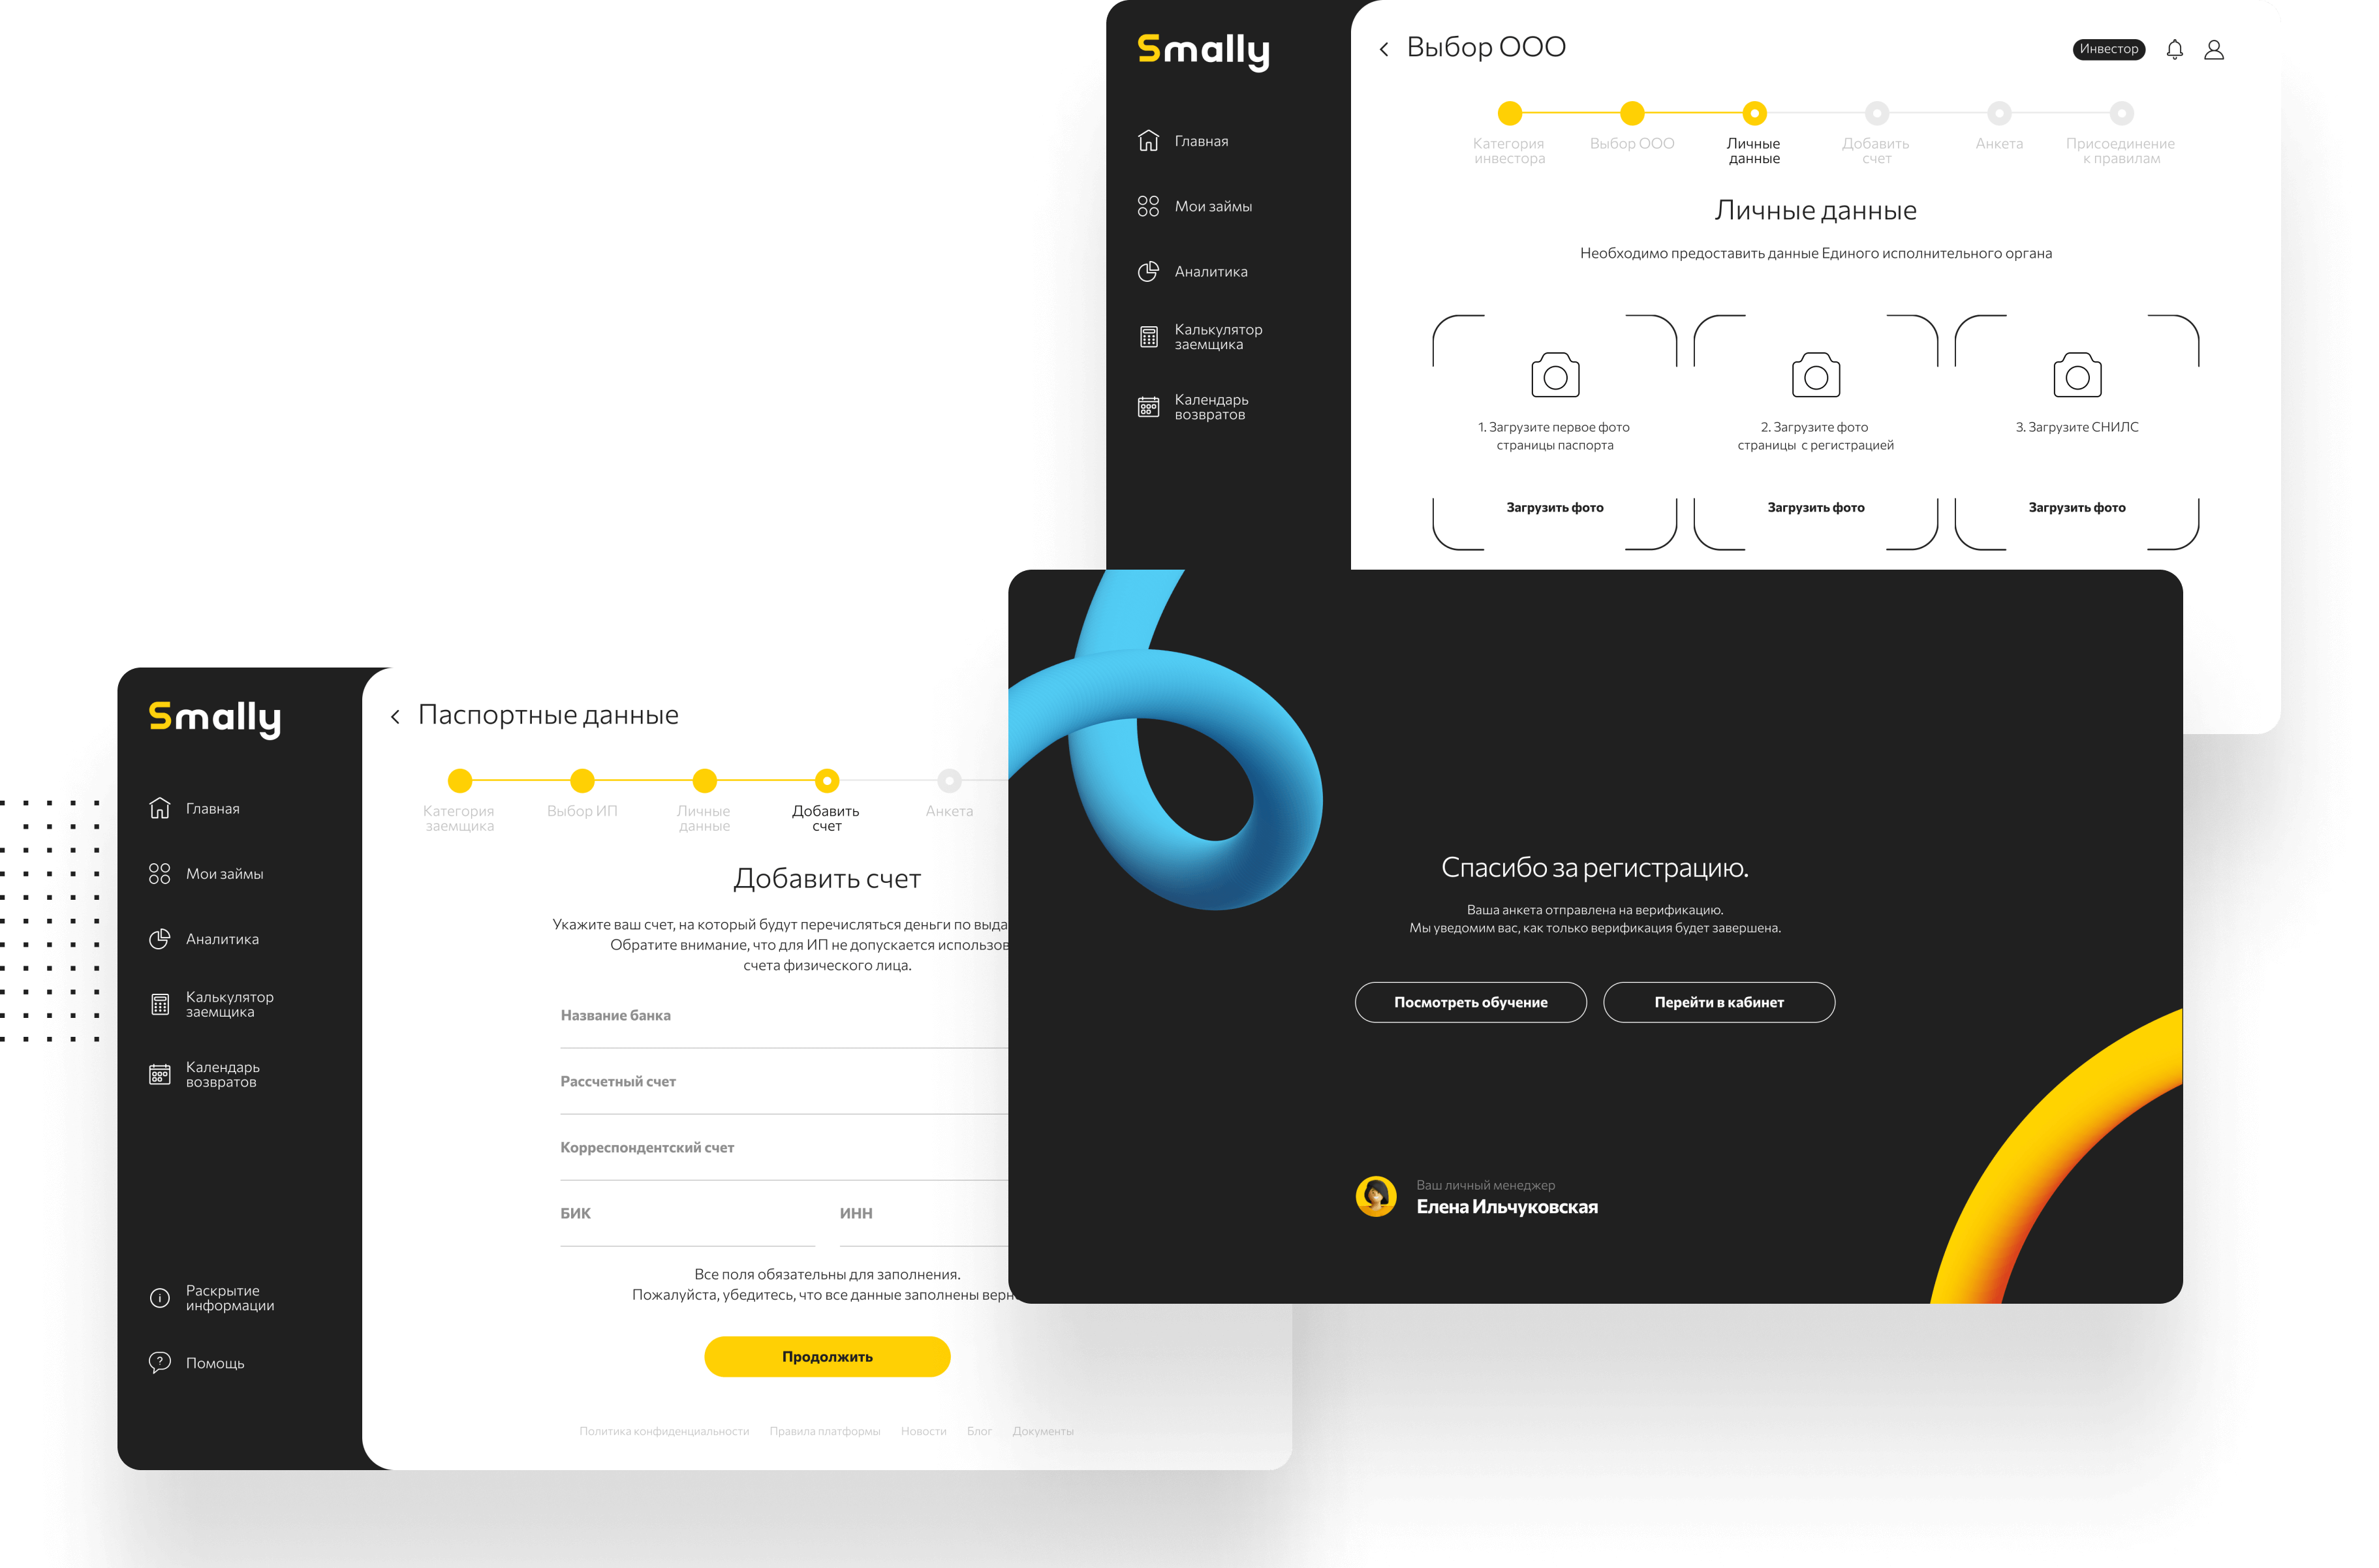 Smally
Главная
Мои займы
Аналитика
Калькулятор
заемщика
Календарь
возвратов
Выбор ООО
Инвестор
Категория
инвестора
Выбор ООО
Личные
данные
Добавить
счет
Анкета
Присоединение
к правилам
Личные данные
Необходимо предоставить данные Единого исполнительного органа
1. Загрузите первое фото
страницы паспорта
Загрузить фото
2. Загрузите фото
страницы с регистрацией
Загрузить фото
3. Загрузите СНИЛС
Загрузить фото
Smally
Главная
Мои займы
Аналитика
Калькулятор
заемщика
Календарь
возвратов
Раскрытие
информации
Помощь
Паспортные данные
Категория
заемщика
Выбор ИП
Личные
данные
Добавить
счет
Анкета
Добавить счет
Укажите ваш счет, на который будут перечисляться деньги по
Обратите внимание, что для ИП не допускается
счета физического лица.
Название банка
Рассчетный счет
Корреспондентский счет
БИК
ИНН
Все поля обязательны для заполнения.
Пожалуйста, убедитесь, что все данные заполнены
Продолжить
Политика конфиденциальности Правила платформы Новости Блог Документы
Спасибо за регистрацию.
Ваша анкета отправлена на верификацию.
Мы уведомим вас, как только верификация будет завершена.
Посмотреть обучение
Перейти в кабинет
Ваш личный менеджер
Елена Ильчуковская